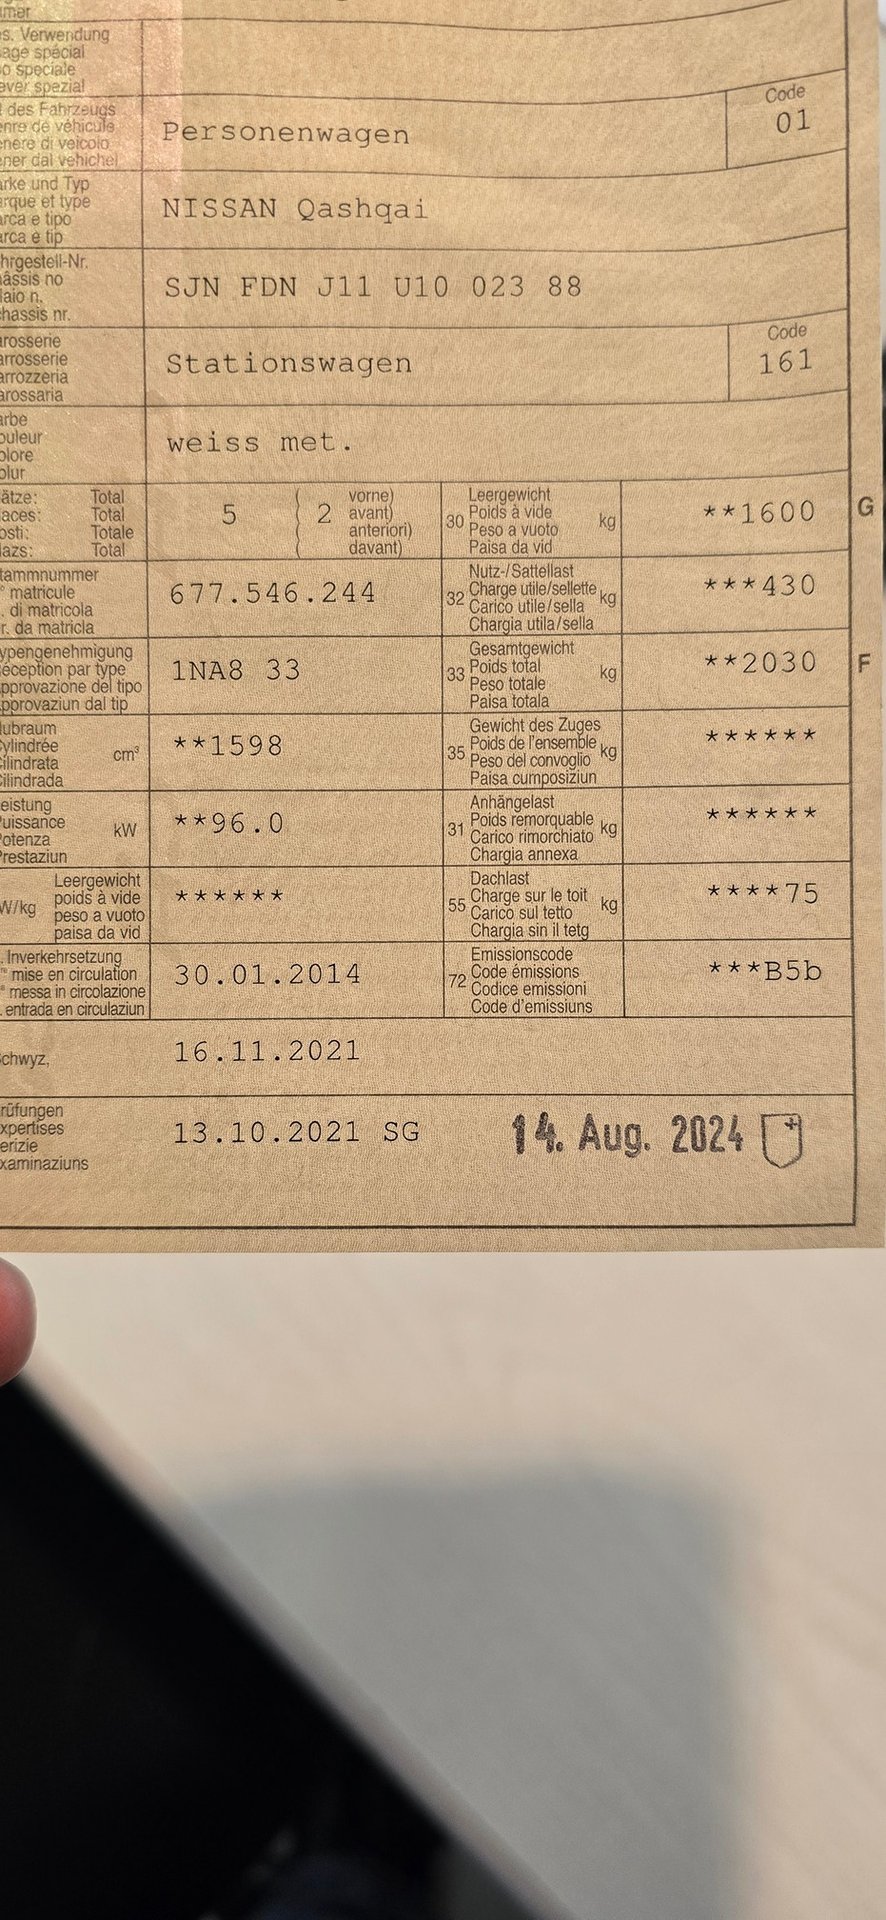 s. Verwendung
age spécial
o speciale
ver spezial
des Fahrzeugs
nre de véhicule
nere di veicolo
ner dal vehichel
Personenwagen
Code
01
rke und Typ
rque et type
rca e tipo
rca e tip
NISSAN Qashqai
hrgestell-Nr.
hâssis no
laio n.
hassis nr.
SJN FDN J11 U10 023 88
rosserie
arrosserie
arrozzeria
arossaria
Stationswagen
Code
161
arbe
ouleur
olore
olur
weiss met.
ätze: Total
aces: Total
osti: Totale
lazs: Total
5 ( 2 vorne)
avant)
anteriori)
davant)
30 Leergewicht
Poids à vide
Peso a vuoto
Paisa da vid
kg
**1600
G
tammnummer
° matricule
. di matricola
r. da matricla
677.546.244
32 Nutz-/Sattellast
Charge utile/sellette
Carico utile/sella
Chargia utila/sella
kg
***430
ypengenehmigung
éception par type
pprovazione del tipo
pprovaziun dal tip
1NA8 33
33 Gesamtgewicht
Poids total
Peso totale
Paisa totala
kg
**2030
F
ubraum
ylindrée
ilindrata
ilindrada
cm³
**1598
35 Gewicht des Zuges
Poids de l'ensemble
Peso del convoglio
Paisa cumposiziun
kg
******
eistung
uissance
otenza
restaziun
kW
**96.0
31 Anhängelast
Poids remorquable
Carico rimorchiato
Chargia annexa
kg
******
W/kg
Leergewicht
poids à vide
peso a vuoto
paisa da vid
******
55 Dachlast
Charge sur le toit
Carico sul tetto
Chargia sin il tetg
kg
****75
. Inverkehrsetzung
re mise en circulation
a messa in circolazione
. entrada en circulaziun
30.01.2014
72 Emissionscode
Code émissions
Codice emissioni
Code d'emissiuns
***B5b
chwyz,
16.11.2021
rüfungen
xpertises
erizie
xaminaziuns
13.10.2021 SG
14. Aug. 2024